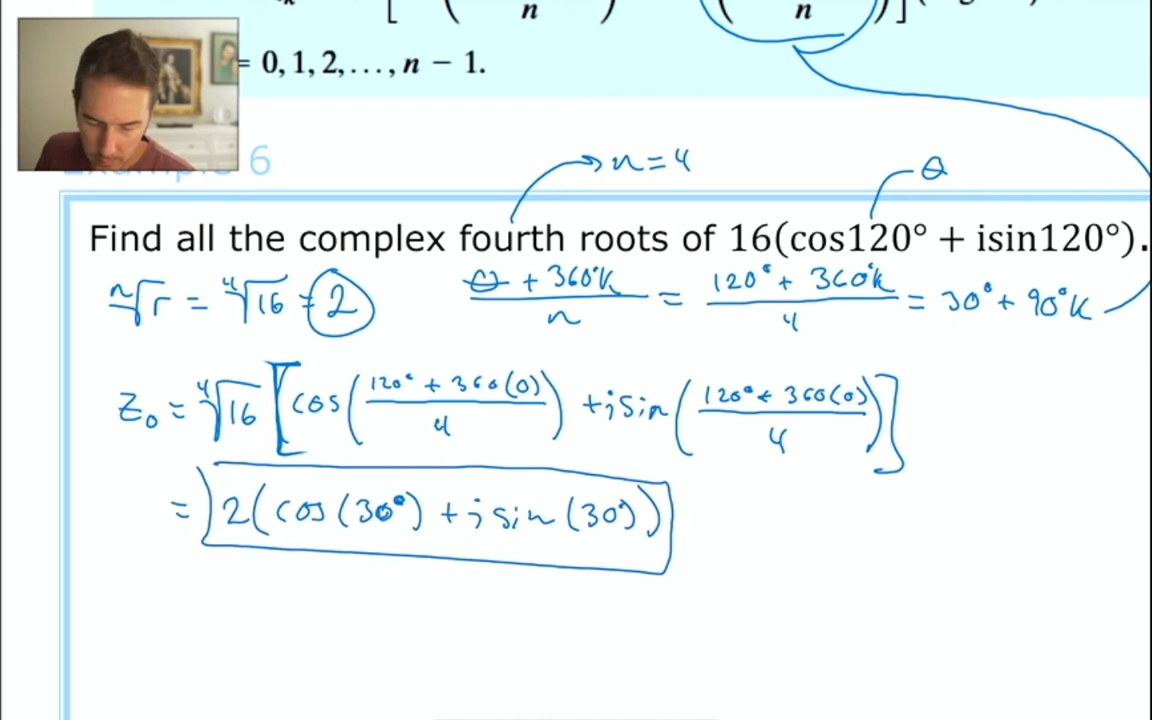 n n
= 0, 1, 2, ..., n − 1.
6
→ n=4
θ
Find all the complex fourth roots of 16(cos120° + isin120°).
ⁿ√r = ⁴√16 = 2
(θ + 360°k)/n = (120° + 360°k)/4 = 30° + 90°k
z₀ = ⁴√16 [cos((120° + 360(0))/4) + i sin((120° + 360(0))/4)]
= 2(cos(30°) + i sin(30°))